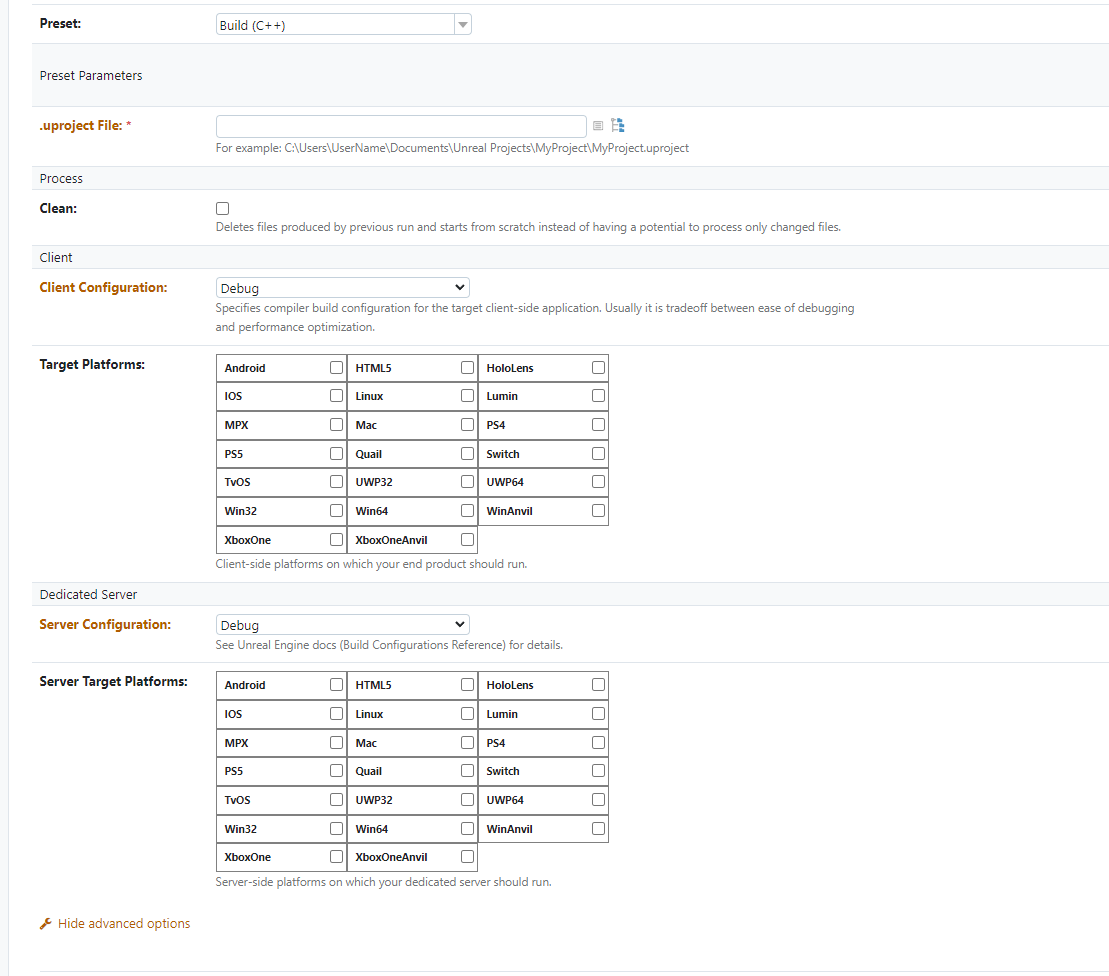 Preset: Build (C++)
Preset Parameters
.uproject File: *
For example: C:\Users\UserName\Documents\Unreal Projects\MyProject\MyProject.uproject
Process
Clean:
Deletes files produced by previous run and starts from scratch instead of having a potential to process only changed files.
Client
Client Configuration: Debug
Specifies compiler build configuration for the target client-side application. Usually it is tradeoff between ease of debugging
and performance optimization.
Target Platforms: Android HTML5 HoloLens
IOS Linux Lumin
MPX Mac PS4
PS5 Quail Switch
TvOS UWP32 UWP64
Win32 Win64 WinAnvil
XboxOne XboxOneAnvil
Client-side platforms on which your end product should run.
Dedicated Server
Server Configuration: Debug
See Unreal Engine docs (Build Configurations Reference) for details.
Server Target Platforms: Android HTML5 HoloLens
IOS Linux Lumin
MPX Mac PS4
PS5 Quail Switch
TvOS UWP32 UWP64
Win32 Win64 WinAnvil
XboxOne XboxOneAnvil
Server-side platforms on which your dedicated server should run.
Hide advanced options